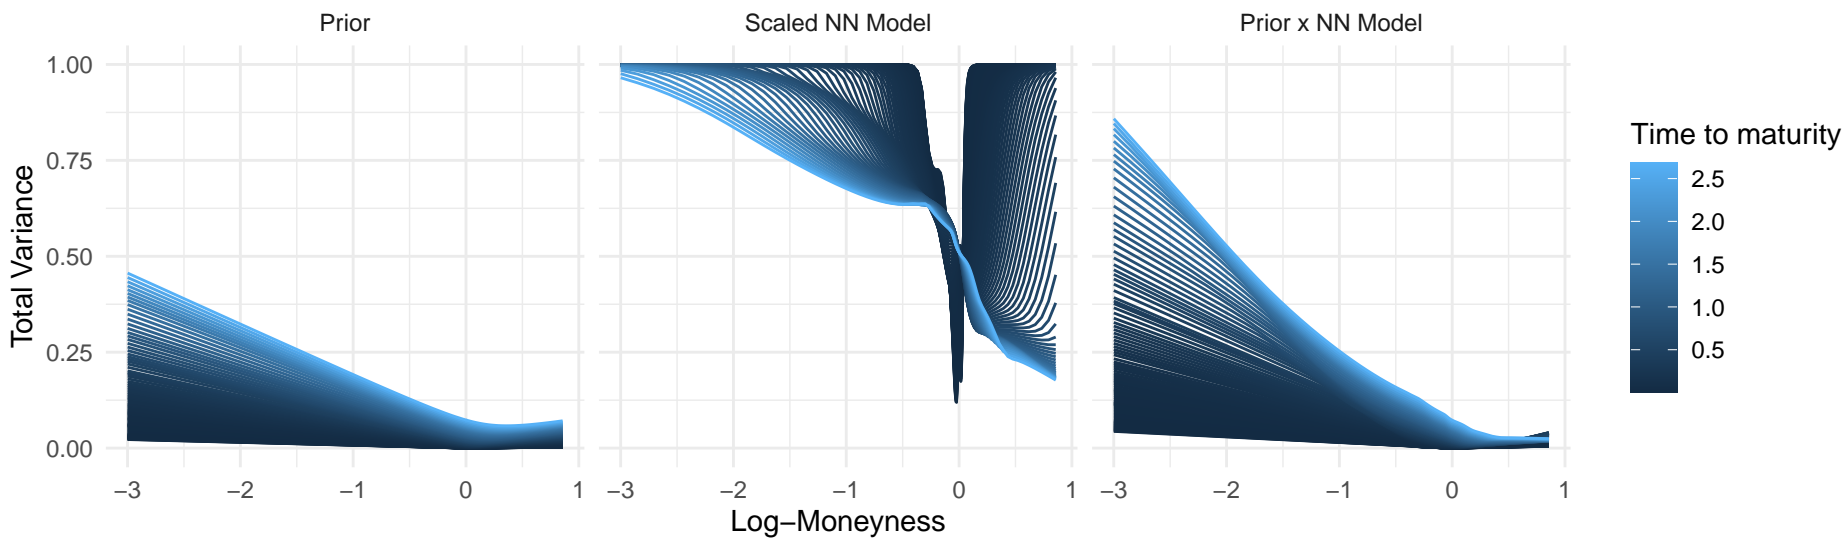 Prior
Scaled NN Model
Prior x NN Model
Total Variance
1.00
0.75
0.50
0.25
0.00
−3 −2 −1 0 1
−3 −2 −1 0 1
−3 −2 −1 0 1
Log−Moneyness
Time to maturity
2.5
2.0
1.5
1.0
0.5